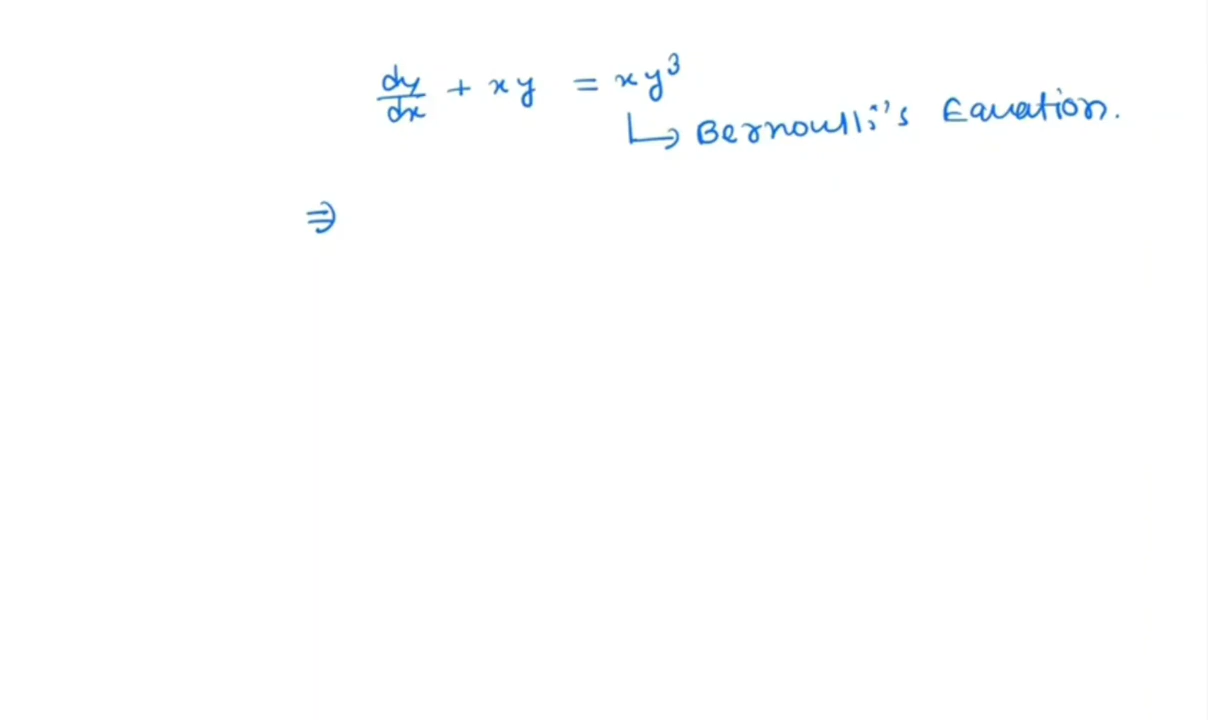 dy/dx + xy = xy³
↳ Bernoulli's Equation.
⇒